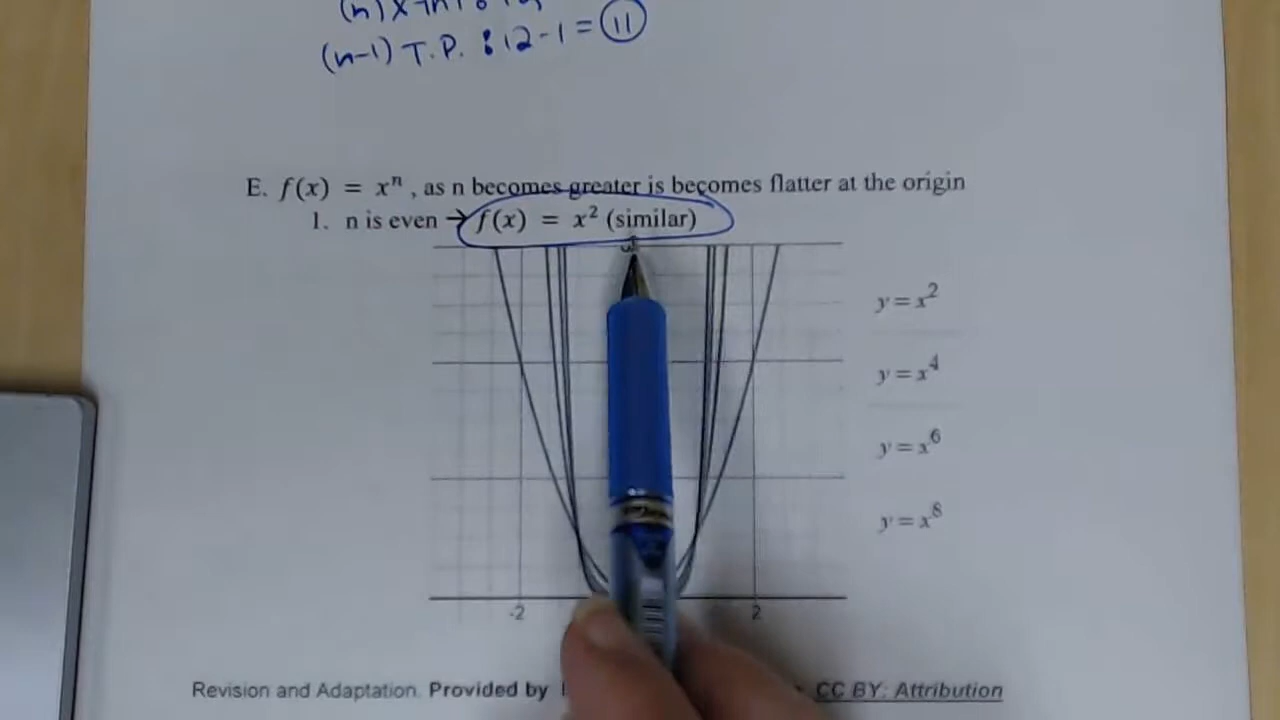 (n-1) T.P. : 12-1 = 11
E. f(x) = xⁿ , as n becomes greater is becomes flatter at the origin
1. n is even → f(x) = x² (similar)
y = x²
y = x⁴
y = x⁶
y = x⁸
-2 2
Revision and Adaptation. Provided by CC BY: Attribution